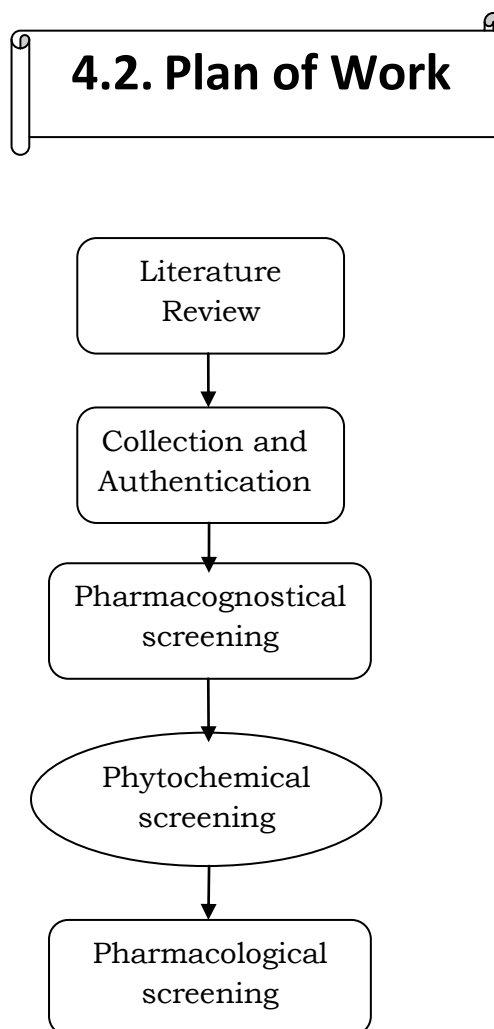 4.2. Plan of Work
Literature
Review
Collection and
Authentication
Pharmacognostical
screening
Phytochemical
screening
Pharmacological
screening